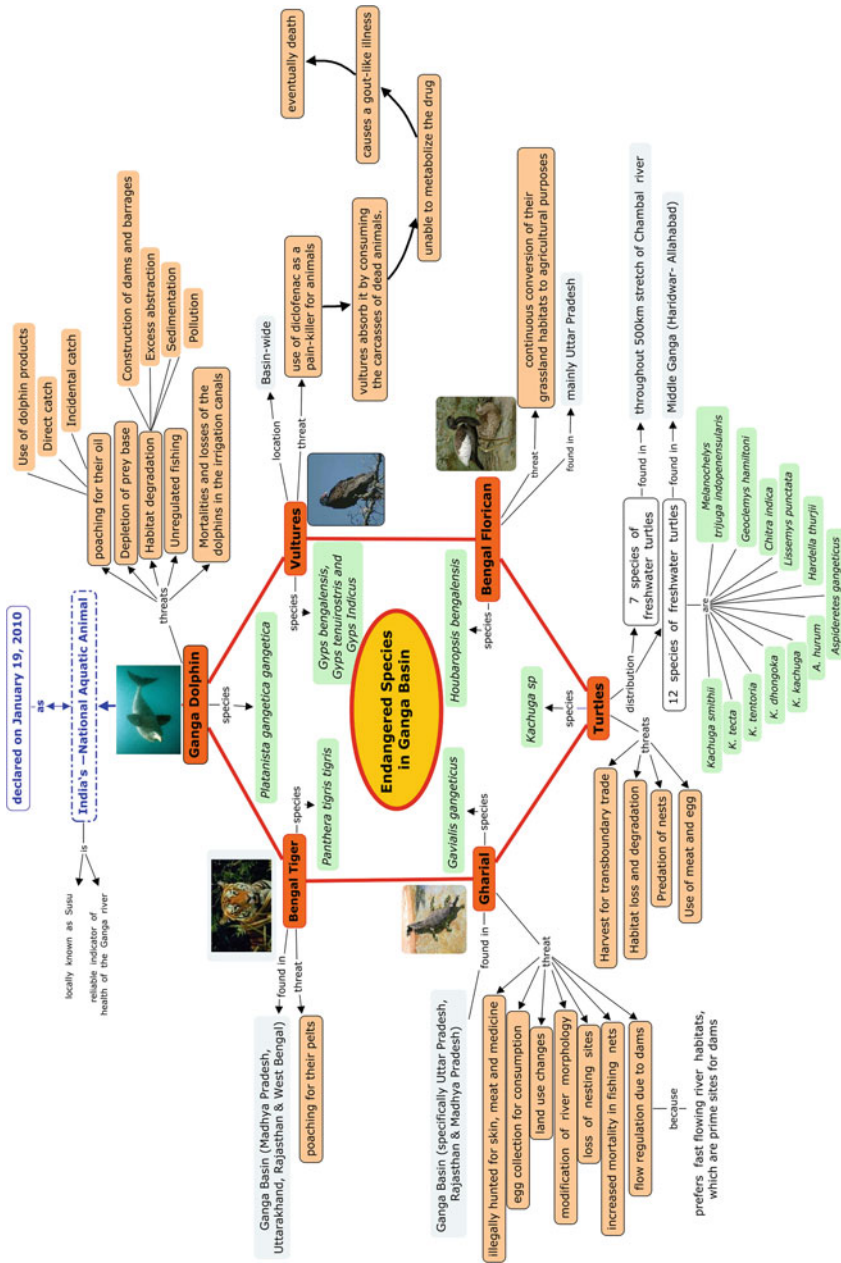 declared on January 19, 2010
as
India's —National Aquatic Animal
is
locally known as Susu
reliable indicator of
health of the Ganga river
Ganga Dolphin
species
Platanista gangetica gangetica
threats
poaching for their oil
Use of dolphin products
Direct catch
Incidental catch
Depletion of prey base
Habitat degradation
Construction of dams and barrages
Excess abstraction
Sedimentation
Pollution
Unregulated fishing
Mortalities and losses of the
dolphins in the irrigation canals
Bengal Tiger
species
Panthera tigris tigris
found in
Ganga Basin (Madhya Pradesh,
Uttarakhand, Rajasthan & West Bengal)
threat
poaching for their pelts
Vultures
species
Gyps bengalensis,
Gyps tenuirostris and
Gyps Indicus
location
Basin-wide
threat
use of diclofenac as a
pain-killer for animals
vultures absorb it by consuming
the carcasses of dead animals.
unable to metabolize the drug
causes a gout-like illness
eventually death
Endangered Species
in Ganga Basin
Gharial
species
Gavialis gangeticus
found in
Ganga Basin (specifically Uttar Pradesh,
Rajasthan & Madhya Pradesh)
threat
illegally hunted for skin, meat and medicine
egg collection for consumption
land use changes
modification of river morphology
loss of nesting sites
increased mortality in fishing nets
flow regulation due to dams
because
prefers fast flowing river habitats,
which are prime sites for dams
Bengal Florican
species
Houbaropsis bengalensis
threat
continuous conversion of their
grassland habitats to agricultural purposes
found in
mainly Uttar Pradesh
Turtles
species
Kachuga sp
threats
Harvest for transboundary trade
Habitat loss and degradation
Predation of nests
Use of meat and egg
distribution
7 species of
freshwater turtles
found in
throughout 500km stretch of Chambal river
12 species of freshwater turtles
found in
Middle Ganga (Haridwar- Allahabad)
are
Kachuga smithii
K. tecta
K. tentoria
K. dhongoka
K. kachuga
A. hurum
Aspideretes gangeticus
Hardella thurjii
Lissemys punctata
Chitra indica
Geoclemys hamiltoni
Melanochelys
trijuga indopenensularis